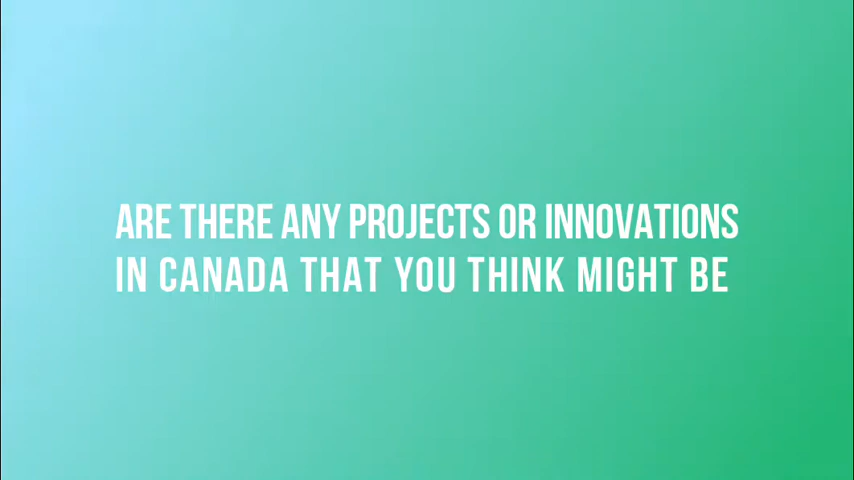 ARE THERE ANY PROJECTS OR INNOVATIONS
IN CANADA THAT YOU THINK MIGHT BE